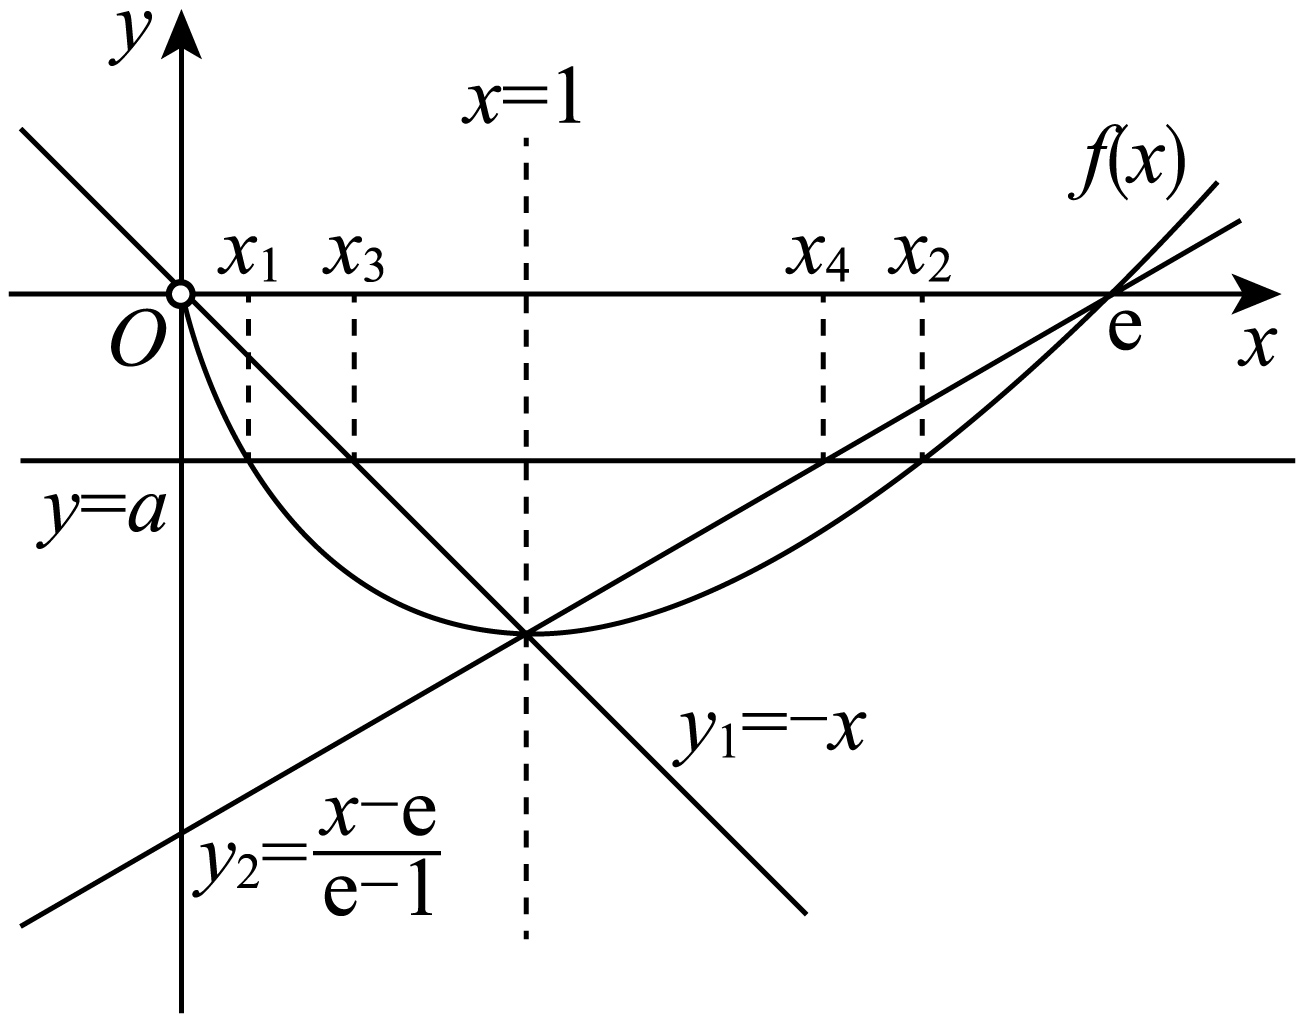 y
x=1
f(x)
x₁ x₃ x₄ x₂
O e x
y=a
y₁=−x
y₂=(x−e)/(e−1)